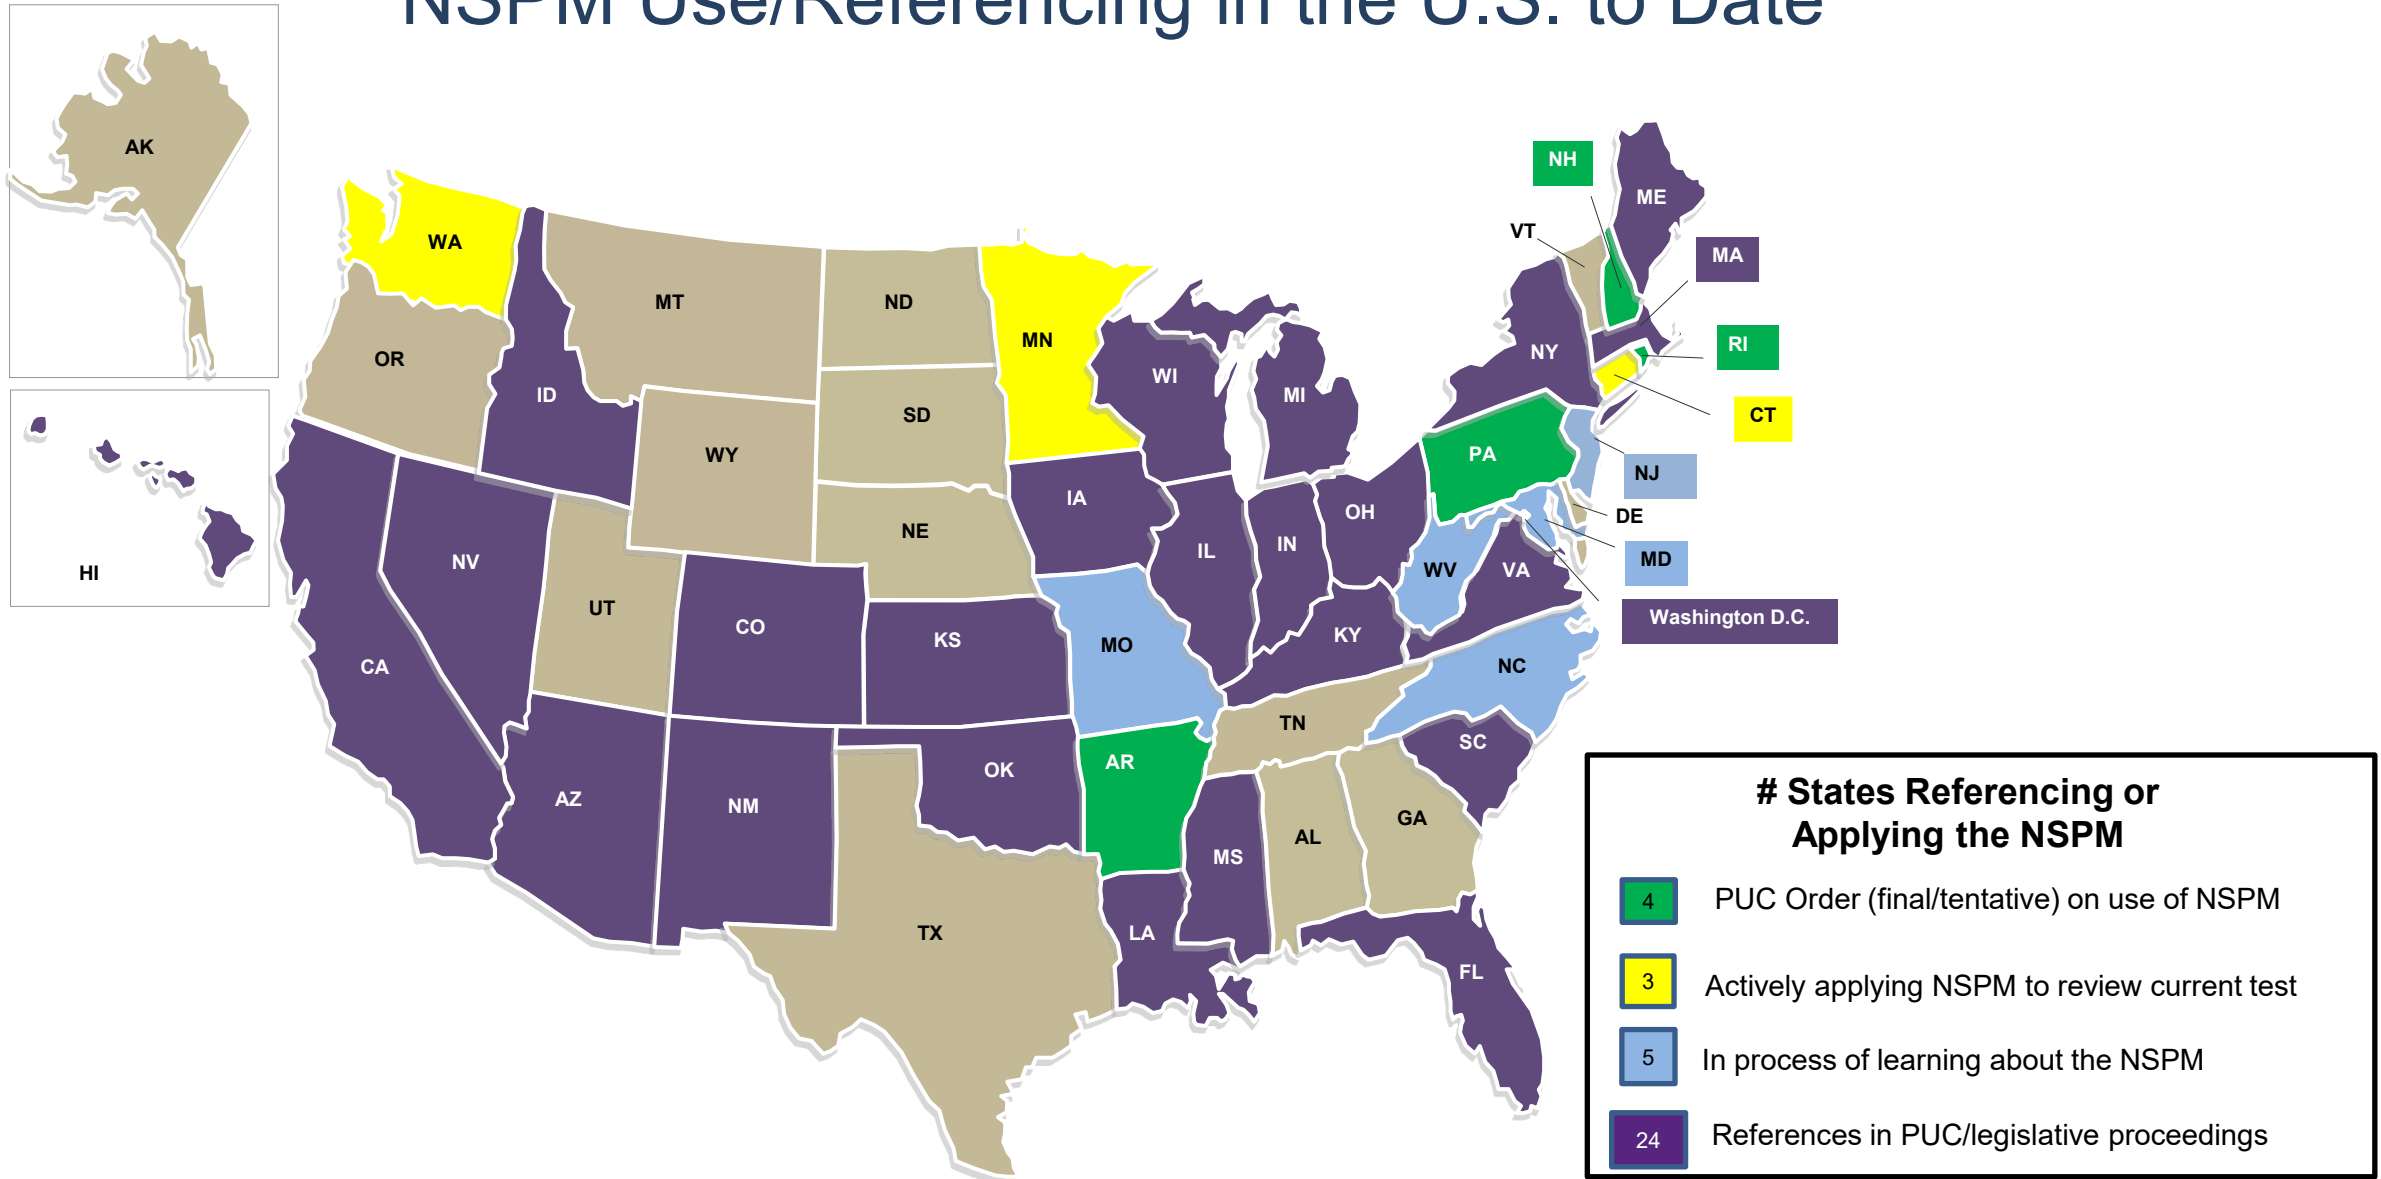 NSPM Use/Referencing in the U.S. to Date
AK
HI
WA
OR
ID
MT
ND
MN
SD
WY
NE
NV
UT
CA
CO
KS
AZ
NM
OK
TX
IA
MO
AR
LA
WI
MI
IL
IN
OH
KY
TN
MS
AL
GA
FL
SC
NC
VA
WV
PA
NY
VT
NH
ME
MA
RI
CT
NJ
DE
MD
Washington D.C.
# States Referencing or
Applying the NSPM
4 PUC Order (final/tentative) on use of NSPM
3 Actively applying NSPM to review current test
5 In process of learning about the NSPM
24 References in PUC/legislative proceedings